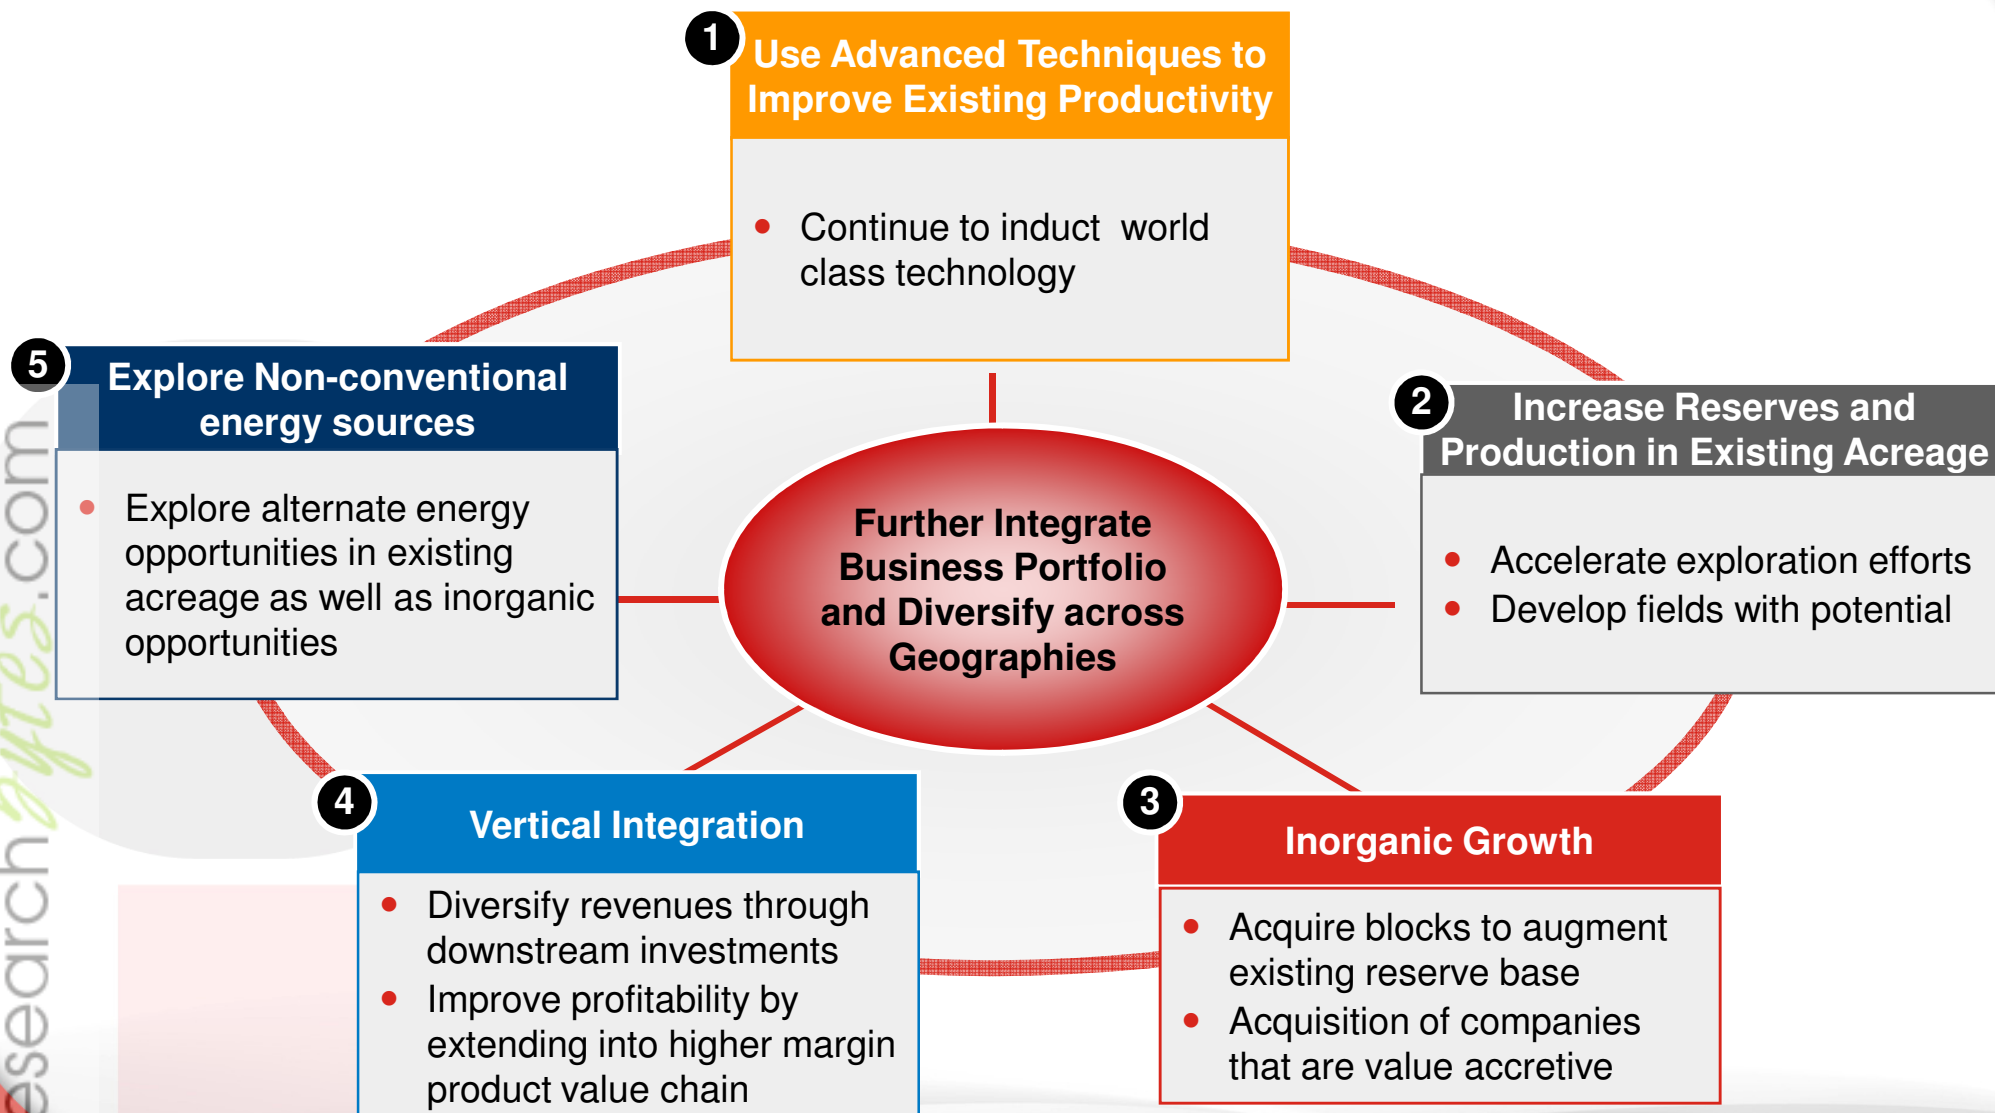 1
Use Advanced Techniques to
Improve Existing Productivity
• Continue to induct world
class technology
2
Increase Reserves and
Production in Existing Acreage
• Accelerate exploration efforts
• Develop fields with potential
3
Inorganic Growth
• Acquire blocks to augment
existing reserve base
• Acquisition of companies
that are value accretive
4
Vertical Integration
• Diversify revenues through
downstream investments
• Improve profitability by
extending into higher margin
product value chain
5
Explore Non-conventional
energy sources
• Explore alternate energy
opportunities in existing
acreage as well as inorganic
opportunities
Further Integrate
Business Portfolio
and Diversify across
Geographies
esearch bytes.com